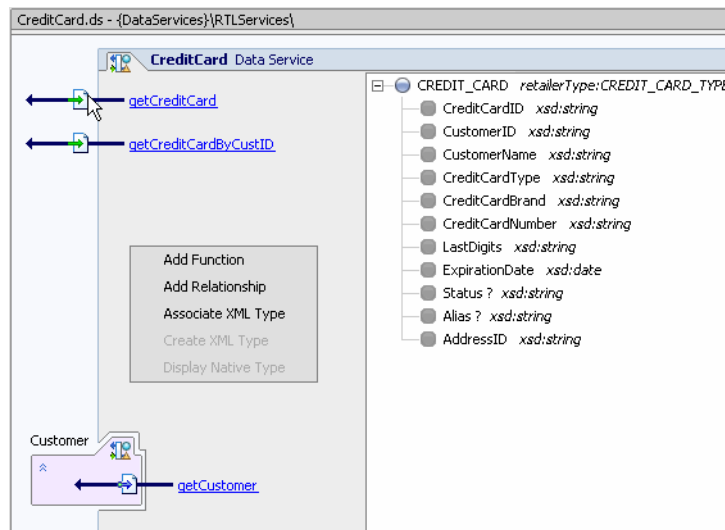 CreditCard.ds - {DataServices}\RTLServices\
CreditCard Data Service
getCreditCard
getCreditCardByCustID
Add Function
Add Relationship
Associate XML Type
Create XML Type
Display Native Type
Customer
getCustomer
CREDIT_CARD retailerType:CREDIT_CARD_TYPE
CreditCardID xsd:string
CustomerID xsd:string
CustomerName xsd:string
CreditCardType xsd:string
CreditCardBrand xsd:string
CreditCardNumber xsd:string
LastDigits xsd:string
ExpirationDate xsd:date
Status ? xsd:string
Alias ? xsd:string
AddressID xsd:string